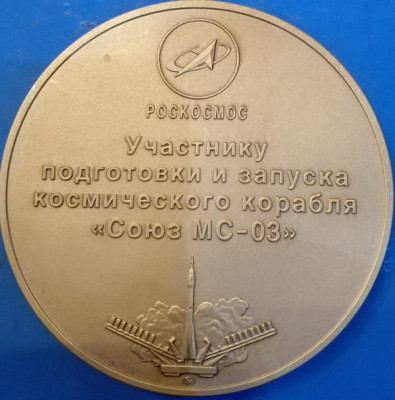 РОСКОСМОС
Участнику
подготовки и запуска
космического корабля
«Союз МС-03»